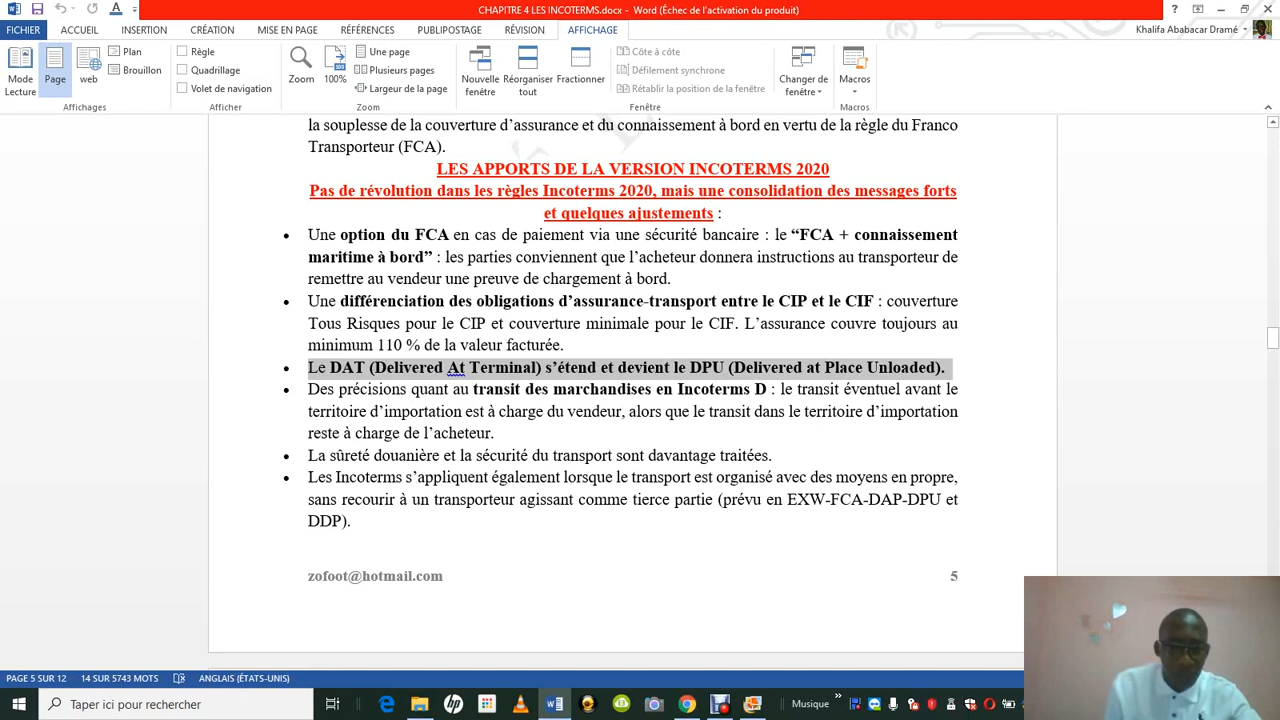 CHAPITRE 4 LES INCOTERMS.docx - Word (Échec de l'activation du produit)
FICHIER ACCUEIL INSERTION CRÉATION MISE EN PAGE RÉFÉRENCES PUBLIPOSTAGE RÉVISION AFFICHAGE Khalifa Ababacar Dramé
Mode Lecture
Page
web
Plan
Brouillon
Affichages
Règle
Quadrillage
Volet de navigation
Afficher
Zoom
100%
Une page
Plusieurs pages
Largeur de la page
Zoom
Nouvelle fenêtre
Réorganiser tout
Fractionner
Côte à côte
Défilement synchrone
Rétablir la position de la fenêtre
Fenêtre
Changer de fenêtre
Macros
Macros
la souplesse de la couverture d’assurance et du connaissement à bord en vertu de la règle du Franco
Transporteur (FCA).
LES APPORTS DE LA VERSION INCOTERMS 2020
Pas de révolution dans les règles Incoterms 2020, mais une consolidation des messages forts
et quelques ajustements :
• Une option du FCA en cas de paiement via une sécurité bancaire : le “FCA + connaissement
maritime à bord” : les parties conviennent que l’acheteur donnera instructions au transporteur de
remettre au vendeur une preuve de chargement à bord.
• Une différenciation des obligations d’assurance-transport entre le CIP et le CIF : couverture
Tous Risques pour le CIP et couverture minimale pour le CIF. L’assurance couvre toujours au
minimum 110 % de la valeur facturée.
• Le DAT (Delivered At Terminal) s’étend et devient le DPU (Delivered at Place Unloaded).
• Des précisions quant au transit des marchandises en Incoterms D : le transit éventuel avant le
territoire d’importation est à charge du vendeur, alors que le transit dans le territoire d’importation
reste à charge de l’acheteur.
• La sûreté douanière et la sécurité du transport sont davantage traitées.
• Les Incoterms s’appliquent également lorsque le transport est organisé avec des moyens en propre,
sans recourir à un transporteur agissant comme tierce partie (prévu en EXW-FCA-DAP-DPU et
DDP).
zofoot@hotmail.com 5
PAGE 5 SUR 12 14 SUR 5743 MOTS ANGLAIS (ÉTATS-UNIS)
Taper ici pour rechercher
Musique